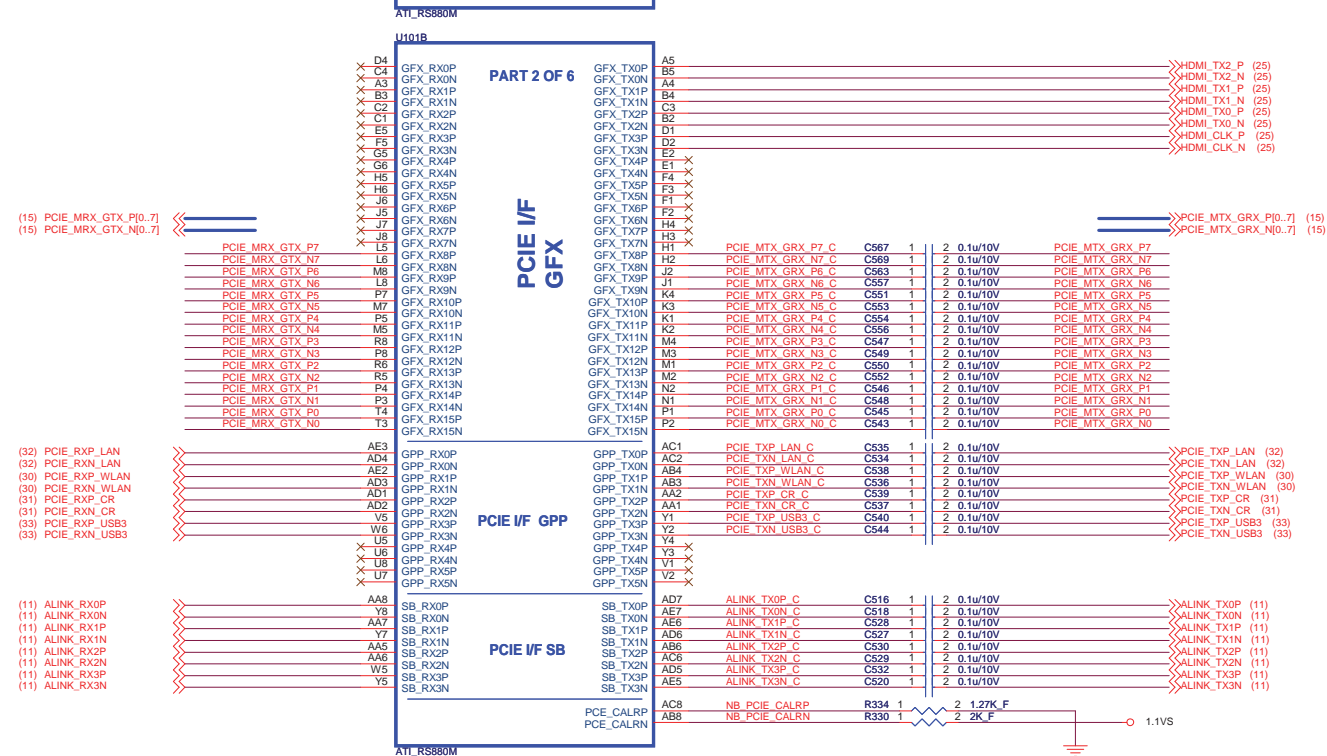 ATI_RS880M
U101B
PART 2 OF 6
D4 GFX_RX0P GFX_TX0P A5 HDMI_TX2_P (25)
C4 GFX_RX0N GFX_TX0N B5 HDMI_TX2_N (25)
A3 GFX_RX1P GFX_TX1P A4 HDMI_TX1_P (25)
B3 GFX_RX1N GFX_TX1N B4 HDMI_TX1_N (25)
C2 GFX_RX2P GFX_TX2P C3 HDMI_TX0_P (25)
C1 GFX_RX2N GFX_TX2N B2 HDMI_TX0_N (25)
E5 GFX_RX3P GFX_TX3P D1 HDMI_CLK_P (25)
F5 GFX_RX3N GFX_TX3N D2 HDMI_CLK_N (25)
G5 GFX_RX4P GFX_TX4P E2
G6 GFX_RX4N GFX_TX4N E1
H5 GFX_RX5P GFX_TX5P F4
H6 GFX_RX5N GFX_TX5N F3
J6 GFX_RX6P GFX_TX6P F1
J5 GFX_RX6N GFX_TX6N F2
J7 GFX_RX7P GFX_TX7P H4
J8 GFX_RX7N GFX_TX7N H3
PCIE I/F
GFX
(15) PCIE_MRX_GTX_P[0..7] PCIE_MTX_GRX_P[0..7] (15)
(15) PCIE_MRX_GTX_N[0..7] PCIE_MTX_GRX_N[0..7] (15)
PCIE_MRX_GTX_P7 L5 GFX_RX8P GFX_TX8P H1 PCIE_MTX_GRX_P7_C C567 1 2 0.1u/10V PCIE_MTX_GRX_P7
PCIE_MRX_GTX_N7 L6 GFX_RX8N GFX_TX8N H2 PCIE_MTX_GRX_N7_C C569 1 2 0.1u/10V PCIE_MTX_GRX_N7
PCIE_MRX_GTX_P6 M8 GFX_RX9P GFX_TX9P J2 PCIE_MTX_GRX_P6_C C563 1 2 0.1u/10V PCIE_MTX_GRX_P6
PCIE_MRX_GTX_N6 L8 GFX_RX9N GFX_TX9N J1 PCIE_MTX_GRX_N6_C C557 1 2 0.1u/10V PCIE_MTX_GRX_N6
PCIE_MRX_GTX_P5 P7 GFX_RX10P GFX_TX10P K4 PCIE_MTX_GRX_P5_C C551 1 2 0.1u/10V PCIE_MTX_GRX_P5
PCIE_MRX_GTX_N5 M7 GFX_RX10N GFX_TX10N K3 PCIE_MTX_GRX_N5_C C553 1 2 0.1u/10V PCIE_MTX_GRX_N5
PCIE_MRX_GTX_P4 P5 GFX_RX11P GFX_TX11P K1 PCIE_MTX_GRX_P4_C C554 1 2 0.1u/10V PCIE_MTX_GRX_P4
PCIE_MRX_GTX_N4 M5 GFX_RX11N GFX_TX11N K2 PCIE_MTX_GRX_N4_C C556 1 2 0.1u/10V PCIE_MTX_GRX_N4
PCIE_MRX_GTX_P3 R8 GFX_RX12P GFX_TX12P M4 PCIE_MTX_GRX_P3_C C547 1 2 0.1u/10V PCIE_MTX_GRX_P3
PCIE_MRX_GTX_N3 P8 GFX_RX12N GFX_TX12N M3 PCIE_MTX_GRX_N3_C C549 1 2 0.1u/10V PCIE_MTX_GRX_N3
PCIE_MRX_GTX_P2 R6 GFX_RX13P GFX_TX13P M1 PCIE_MTX_GRX_P2_C C550 1 2 0.1u/10V PCIE_MTX_GRX_P2
PCIE_MRX_GTX_N2 R5 GFX_RX13N GFX_TX13N M2 PCIE_MTX_GRX_N2_C C552 1 2 0.1u/10V PCIE_MTX_GRX_N2
PCIE_MRX_GTX_P1 P4 GFX_RX14P GFX_TX14P N2 PCIE_MTX_GRX_P1_C C546 1 2 0.1u/10V PCIE_MTX_GRX_P1
PCIE_MRX_GTX_N1 P3 GFX_RX14N GFX_TX14N N1 PCIE_MTX_GRX_N1_C C548 1 2 0.1u/10V PCIE_MTX_GRX_N1
PCIE_MRX_GTX_P0 T4 GFX_RX15P GFX_TX15P P1 PCIE_MTX_GRX_P0_C C545 1 2 0.1u/10V PCIE_MTX_GRX_P0
PCIE_MRX_GTX_N0 T3 GFX_RX15N GFX_TX15N P2 PCIE_MTX_GRX_N0_C C543 1 2 0.1u/10V PCIE_MTX_GRX_N0
(32) PCIE_RXP_LAN AE3 GPP_RX0P GPP_TX0P AC1 PCIE_TXP_LAN_C C535 1 2 0.1u/10V PCIE_TXP_LAN (32)
(32) PCIE_RXN_LAN AD4 GPP_RX0N GPP_TX0N AC2 PCIE_TXN_LAN_C C534 1 2 0.1u/10V PCIE_TXN_LAN (32)
(30) PCIE_RXP_WLAN AE2 GPP_RX1P GPP_TX1P AB4 PCIE_TXP_WLAN_C C538 1 2 0.1u/10V PCIE_TXP_WLAN (30)
(30) PCIE_RXN_WLAN AD3 GPP_RX1N GPP_TX1N AB3 PCIE_TXN_WLAN_C C536 1 2 0.1u/10V PCIE_TXN_WLAN (30)
(31) PCIE_RXP_CR AD1 GPP_RX2P GPP_TX2P AA2 PCIE_TXP_CR_C C539 1 2 0.1u/10V PCIE_TXP_CR (31)
(31) PCIE_RXN_CR AD2 GPP_RX2N GPP_TX2N AA1 PCIE_TXN_CR_C C537 1 2 0.1u/10V PCIE_TXN_CR (31)
(33) PCIE_RXP_USB3 V5 GPP_RX3P PCIE I/F GPP GPP_TX3P Y1 PCIE_TXP_USB3_C C540 1 2 0.1u/10V PCIE_TXP_USB3 (33)
(33) PCIE_RXN_USB3 W6 GPP_RX3N GPP_TX3N Y2 PCIE_TXN_USB3_C C544 1 2 0.1u/10V PCIE_TXN_USB3 (33)
U5 GPP_RX4P GPP_TX4P Y4
U6 GPP_RX4N GPP_TX4N Y3
U8 GPP_RX5P GPP_TX5P V1
U7 GPP_RX5N GPP_TX5N V2
(11) ALINK_RX0P AA8 SB_RX0P SB_TX0P AD7 ALINK_TX0P_C C516 1 2 0.1u/10V ALINK_TX0P (11)
(11) ALINK_RX0N Y8 SB_RX0N SB_TX0N AE7 ALINK_TX0N_C C518 1 2 0.1u/10V ALINK_TX0N (11)
(11) ALINK_RX1P AA7 SB_RX1P SB_TX1P AE6 ALINK_TX1P_C C528 1 2 0.1u/10V ALINK_TX1P (11)
(11) ALINK_RX1N Y7 SB_RX1N SB_TX1N AD6 ALINK_TX1N_C C527 1 2 0.1u/10V ALINK_TX1N (11)
(11) ALINK_RX2P AA5 SB_RX2P PCIE I/F SB SB_TX2P AB6 ALINK_TX2P_C C530 1 2 0.1u/10V ALINK_TX2P (11)
(11) ALINK_RX2N AA6 SB_RX2N SB_TX2N AC6 ALINK_TX2N_C C529 1 2 0.1u/10V ALINK_TX2N (11)
(11) ALINK_RX3P W5 SB_RX3P SB_TX3P AD5 ALINK_TX3P_C C532 1 2 0.1u/10V ALINK_TX3P (11)
(11) ALINK_RX3N Y5 SB_RX3N SB_TX3N AE5 ALINK_TX3N_C C520 1 2 0.1u/10V ALINK_TX3N (11)
PCE_CALRP AC8 NB_PCIE_CALRP R334 1 2 1.27K_F
PCE_CALRN AB8 NB_PCIE_CALRN R330 1 2 2K_F 1.1VS
ATI_RS880M